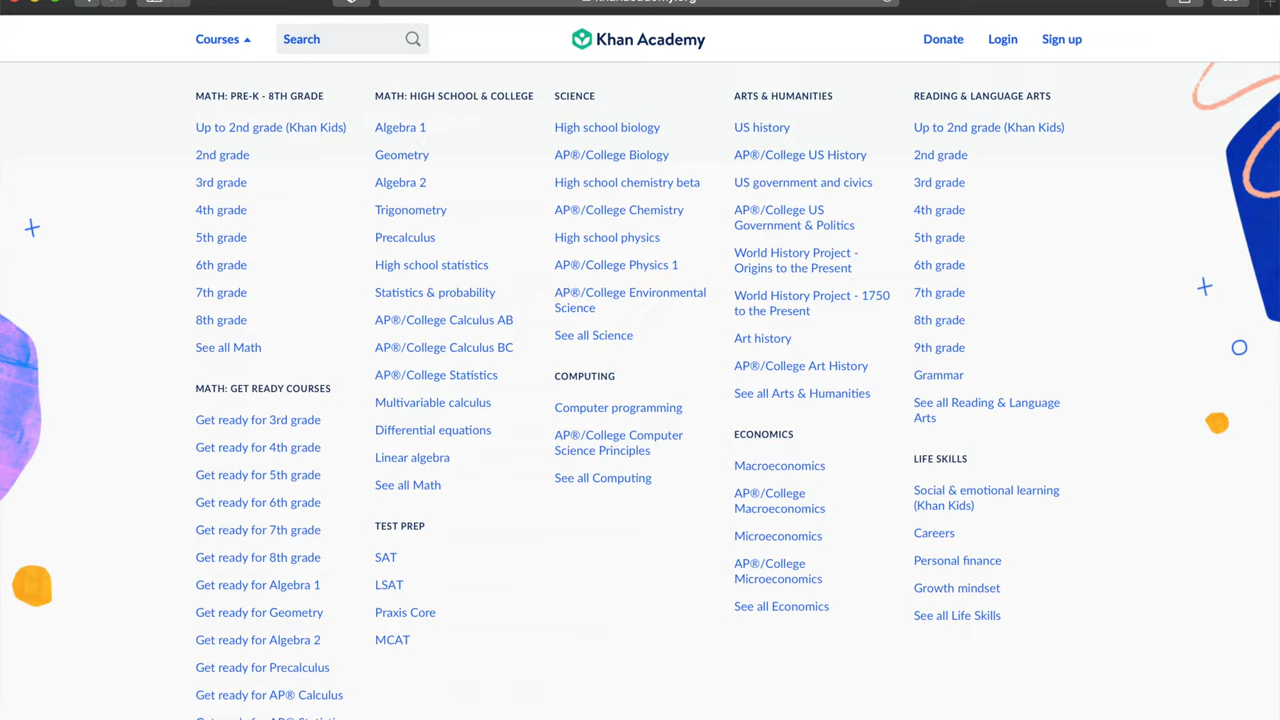 Courses
Search
Khan Academy
Donate
Login
Sign up
MATH: PRE-K - 8TH GRADE
Up to 2nd grade (Khan Kids)
2nd grade
3rd grade
4th grade
5th grade
6th grade
7th grade
8th grade
See all Math
MATH: GET READY COURSES
Get ready for 3rd grade
Get ready for 4th grade
Get ready for 5th grade
Get ready for 6th grade
Get ready for 7th grade
Get ready for 8th grade
Get ready for Algebra 1
Get ready for Geometry
Get ready for Algebra 2
Get ready for Precalculus
Get ready for AP® Calculus
MATH: HIGH SCHOOL & COLLEGE
Algebra 1
Geometry
Algebra 2
Trigonometry
Precalculus
High school statistics
Statistics & probability
AP®/College Calculus AB
AP®/College Calculus BC
AP®/College Statistics
Multivariable calculus
Differential equations
Linear algebra
See all Math
TEST PREP
SAT
LSAT
Praxis Core
MCAT
SCIENCE
High school biology
AP®/College Biology
High school chemistry beta
AP®/College Chemistry
High school physics
AP®/College Physics 1
AP®/College Environmental
Science
See all Science
COMPUTING
Computer programming
AP®/College Computer
Science Principles
See all Computing
ARTS & HUMANITIES
US history
AP®/College US History
US government and civics
AP®/College US
Government & Politics
World History Project -
Origins to the Present
World History Project - 1750
to the Present
Art history
AP®/College Art History
See all Arts & Humanities
ECONOMICS
Macroeconomics
AP®/College
Macroeconomics
Microeconomics
AP®/College
Microeconomics
See all Economics
READING & LANGUAGE ARTS
Up to 2nd grade (Khan Kids)
2nd grade
3rd grade
4th grade
5th grade
6th grade
7th grade
8th grade
9th grade
Grammar
See all Reading & Language
Arts
LIFE SKILLS
Social & emotional learning
(Khan Kids)
Careers
Personal finance
Growth mindset
See all Life Skills